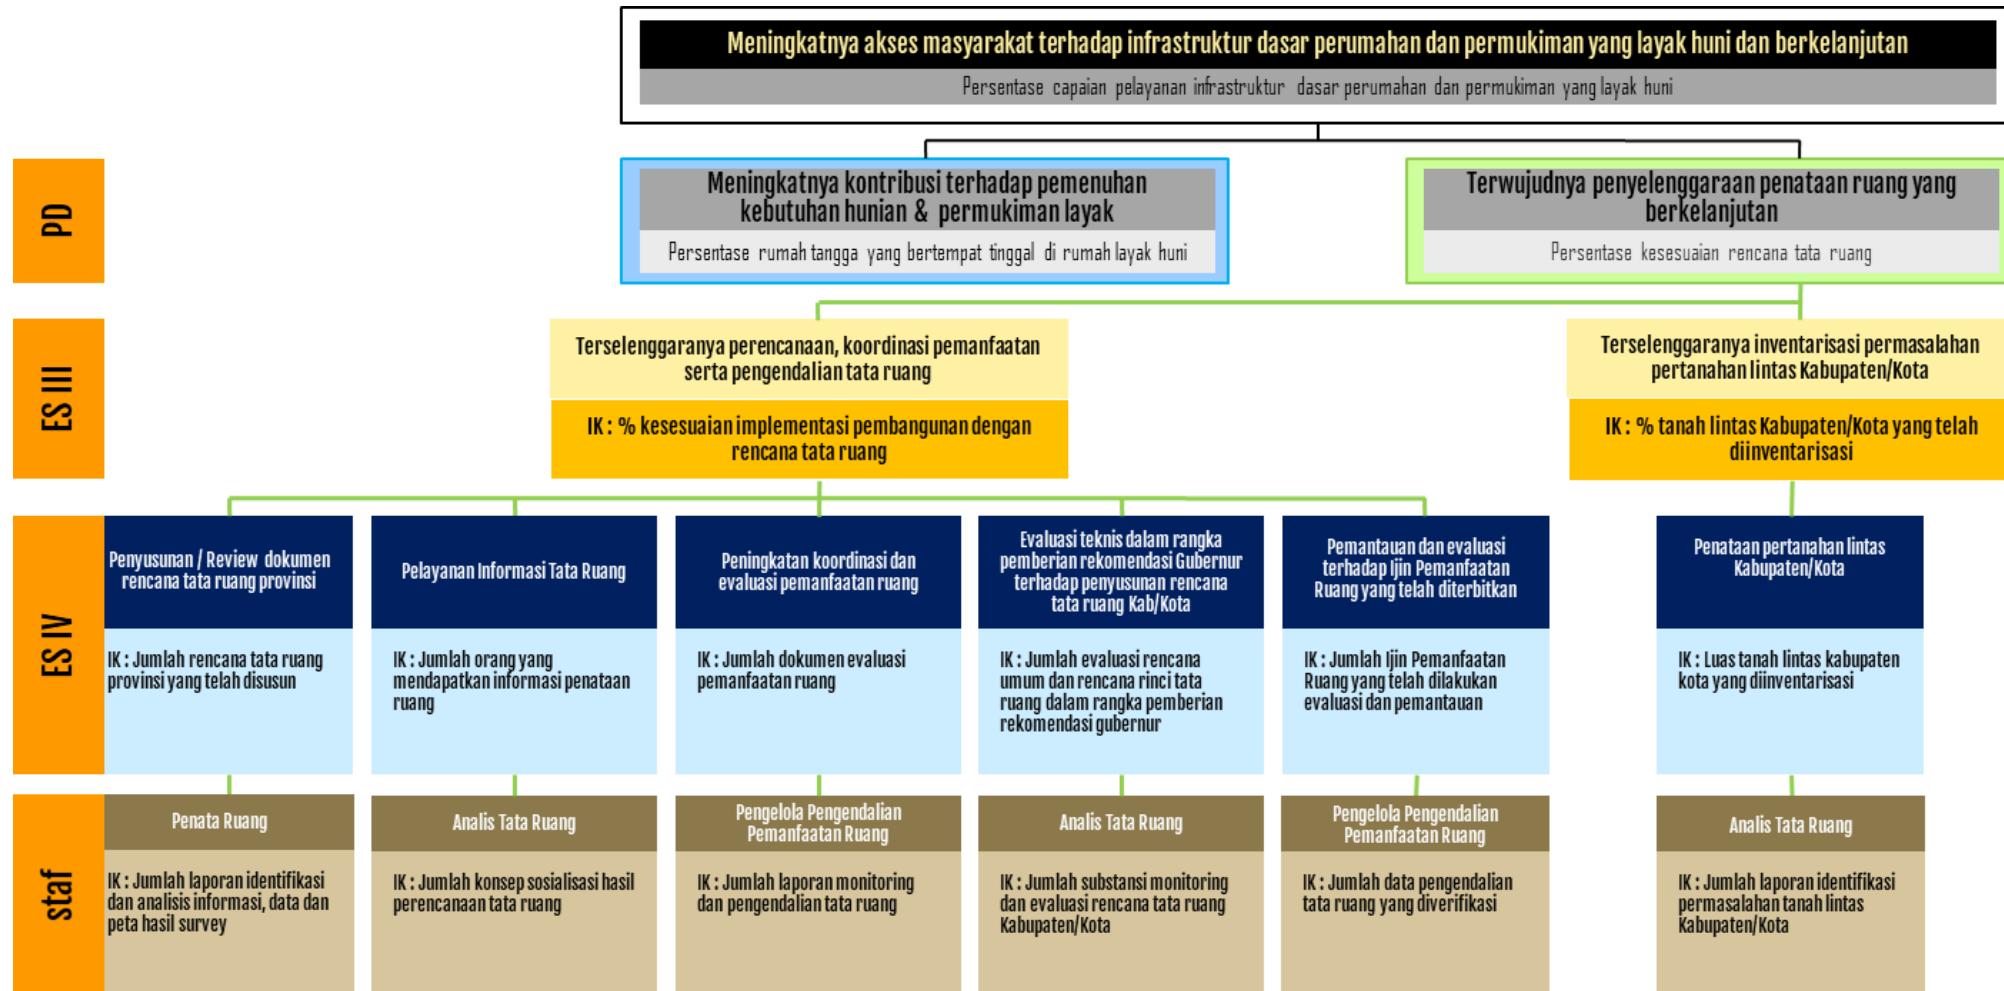 Meningkatnya akses masyarakat terhadap infrastruktur dasar perumahan dan permukiman yang layak huni dan berkelanjutan
Persentase capaian pelayanan infrastruktur dasar perumahan dan permukiman yang layak huni
PD
Meningkatnya kontribusi terhadap pemenuhan
kebutuhan hunian & permukiman layak
Persentase rumah tangga yang bertempat tinggal di rumah layak huni
Terwujudnya penyelenggaraan penataan ruang yang
berkelanjutan
Persentase kesesuaian rencana tata ruang
ES III
Terselenggaranya perencanaan, koordinasi pemanfaatan
serta pengendalian tata ruang
IK : % kesesuaian implementasi pembangunan dengan
rencana tata ruang
Terselenggaranya inventarisasi permasalahan
pertanahan lintas Kabupaten/Kota
IK : % tanah lintas Kabupaten/Kota yang telah
diinventarisasi
ES IV
Penyusunan / Review dokumen
rencana tata ruang provinsi
IK : Jumlah rencana tata ruang
provinsi yang telah disusun
Pelayanan Informasi Tata Ruang
IK : Jumlah orang yang
mendapatkan informasi penataan
ruang
Peningkatan koordinasi dan
evaluasi pemanfaatan ruang
IK : Jumlah dokumen evaluasi
pemanfaatan ruang
Evaluasi teknis dalam rangka
pemberian rekomendasi Gubernur
terhadap penyusunan rencana
tata ruang Kab/Kota
IK : Jumlah evaluasi rencana
umum dan rencana rinci tata
ruang dalam rangka pemberian
rekomendasi gubernur
Pemantauan dan evaluasi
terhadap Ijin Pemanfaatan
Ruang yang telah diterbitkan
IK : Jumlah Ijin Pemanfaatan
Ruang yang telah dilakukan
evaluasi dan pemantauan
Penataan pertanahan lintas
Kabupaten/Kota
IK : Luas tanah lintas kabupaten
kota yang diinventarisasi
staf
Penata Ruang
IK : Jumlah laporan identifikasi
dan analisis informasi, data dan
peta hasil survey
Analis Tata Ruang
IK : Jumlah konsep sosialisasi hasil
perencanaan tata ruang
Pengelola Pengendalian
Pemanfaatan Ruang
IK : Jumlah laporan monitoring
dan pengendalian tata ruang
Analis Tata Ruang
IK : Jumlah substansi monitoring
dan evaluasi rencana tata ruang
Kabupaten/Kota
Pengelola Pengendalian
Pemanfaatan Ruang
IK : Jumlah data pengendalian
tata ruang yang diverifikasi
Analis Tata Ruang
IK : Jumlah laporan identifikasi
permasalahan tanah lintas
Kabupaten/Kota